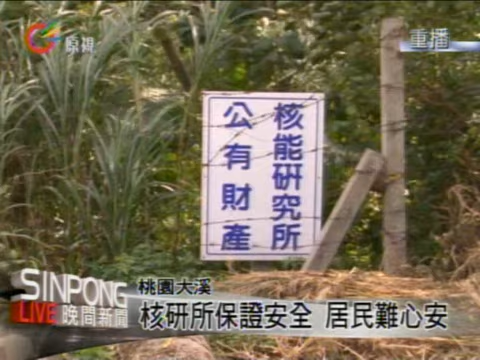 原視
重播
核能研究所
公有財產
SINPONG
LIVE 晚間新聞
桃園大溪
核研所保證安全 居民難心安